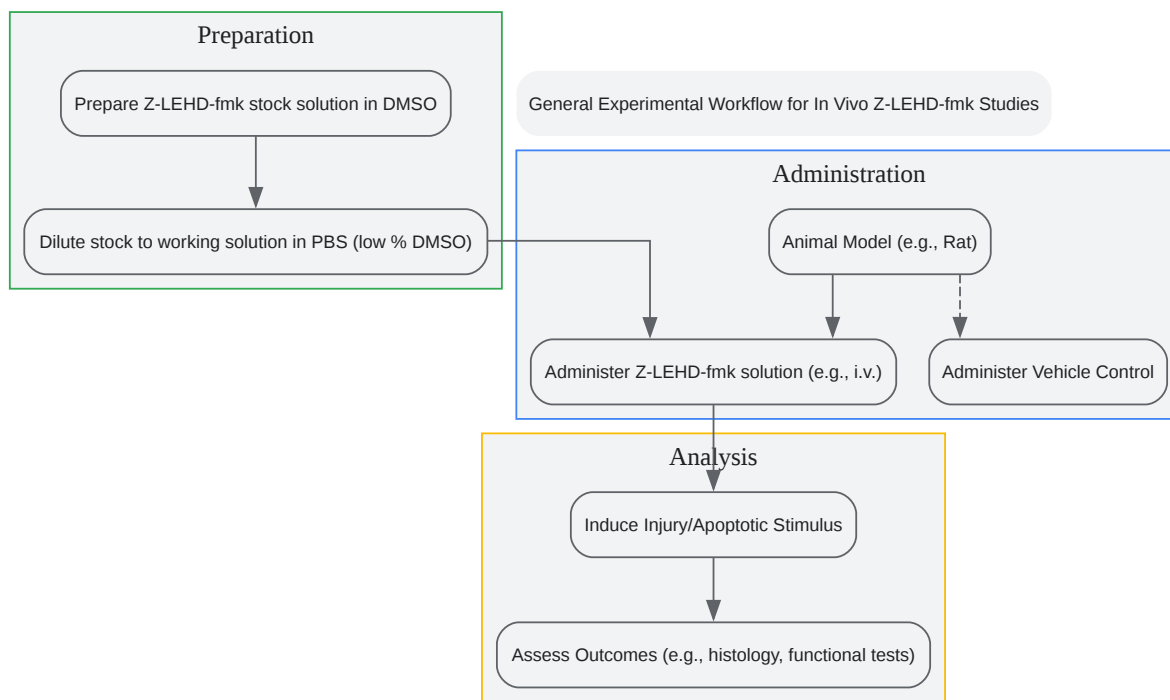 Preparation
Prepare Z-LEHD-fmk stock solution in DMSO
Dilute stock to working solution in PBS (low % DMSO)
General Experimental Workflow for In Vivo Z-LEHD-fmk Studies
Administration
Animal Model (e.g., Rat)
Administer Z-LEHD-fmk solution (e.g., i.v.)
Administer Vehicle Control
Analysis
Induce Injury/Apoptotic Stimulus
Assess Outcomes (e.g., histology, functional tests)